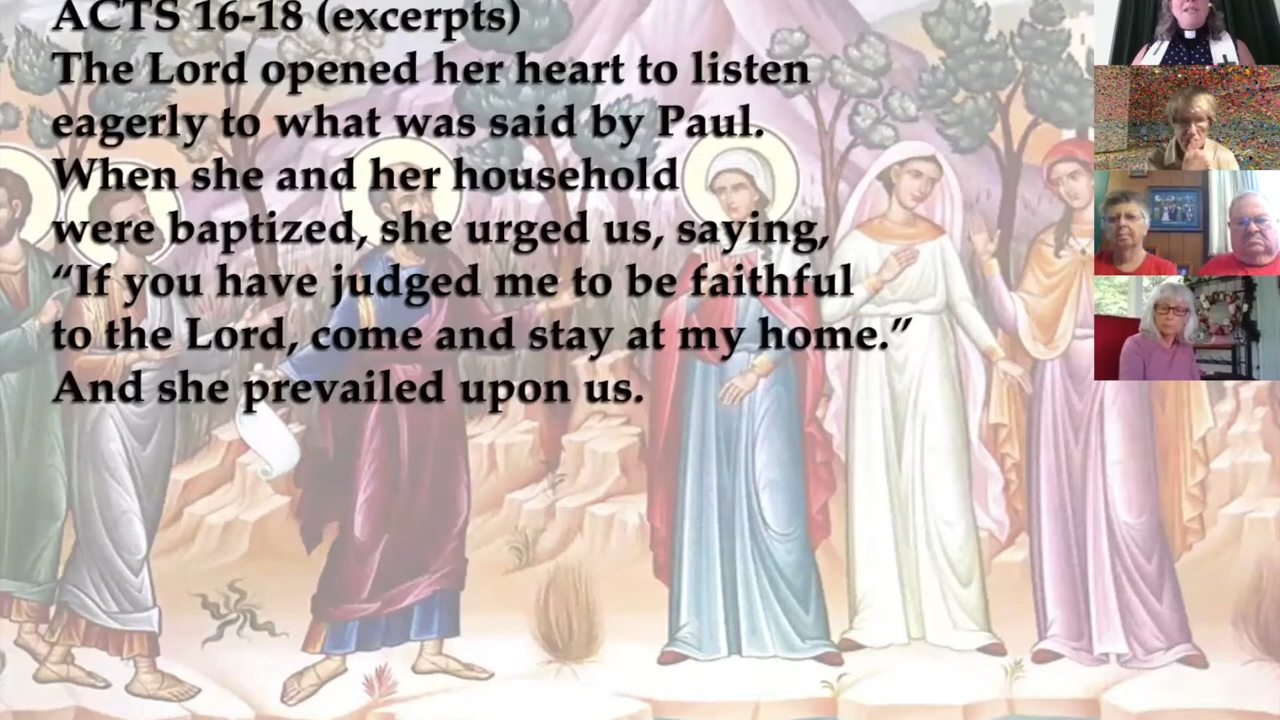 ACTS 16-18 (excerpts)
The Lord opened her heart to listen
eagerly to what was said by Paul.
When she and her household
were baptized, she urged us, saying,
“If you have judged me to be faithful
to the Lord, come and stay at my home.”
And she prevailed upon us.